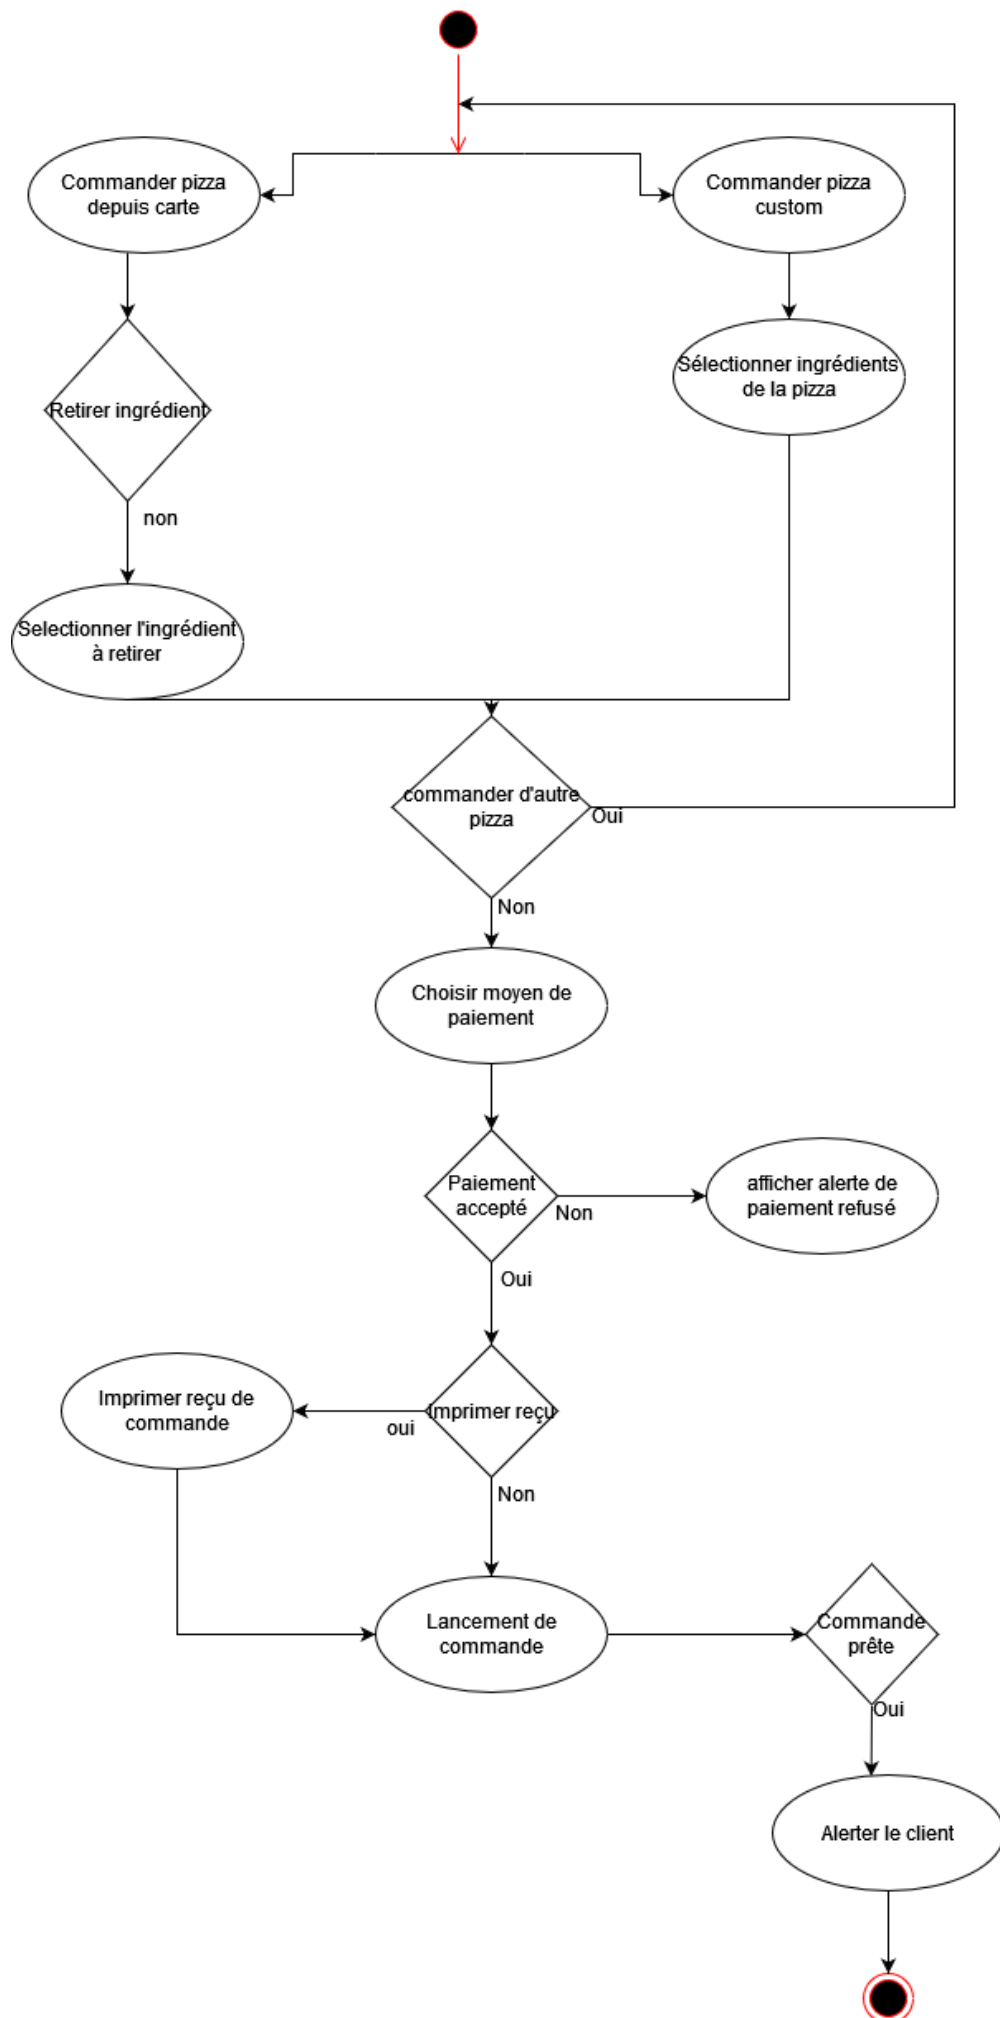 Commander pizza
depuis carte
Commander pizza
custom
Sélectionner ingrédients
de la pizza
Retirer ingrédient
non
Selectionner l'ingrédient
à retirer
commander d'autre
pizza
Oui
Non
Choisir moyen de
paiement
Paiement
accepté
Non
afficher alerte de
paiement refusé
Oui
Imprimer reçu de
commande
oui
Imprimer reçu
Non
Lancement de
commande
Commande
prête
Oui
Alerter le client